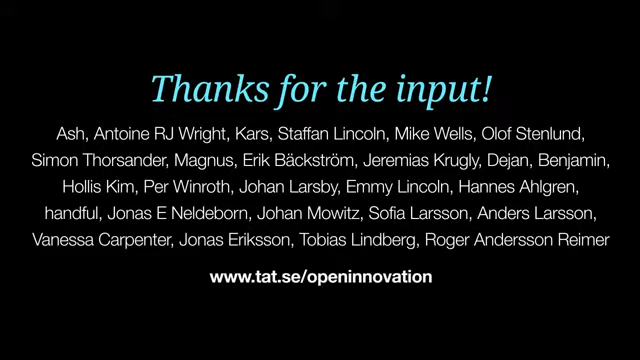 Thanks for the input!
Ash, Antoine RJ Wright, Kars, Staffan Lincoln, Mike Wells, Olof Stenlund,
Simon Thorsander, Magnus, Erik Bäckström, Jeremias Krugly, Dejan, Benjamin,
Hollis Kim, Per Winroth, Johan Larsby, Emmy Lincoln, Hannes Ahlgren,
handful, Jonas E Neldeborn, Johan Mowitz, Sofia Larsson, Anders Larsson,
Vanessa Carpenter, Jonas Eriksson, Tobias Lindberg, Roger Andersson Reimer
www.tat.se/openinnovation